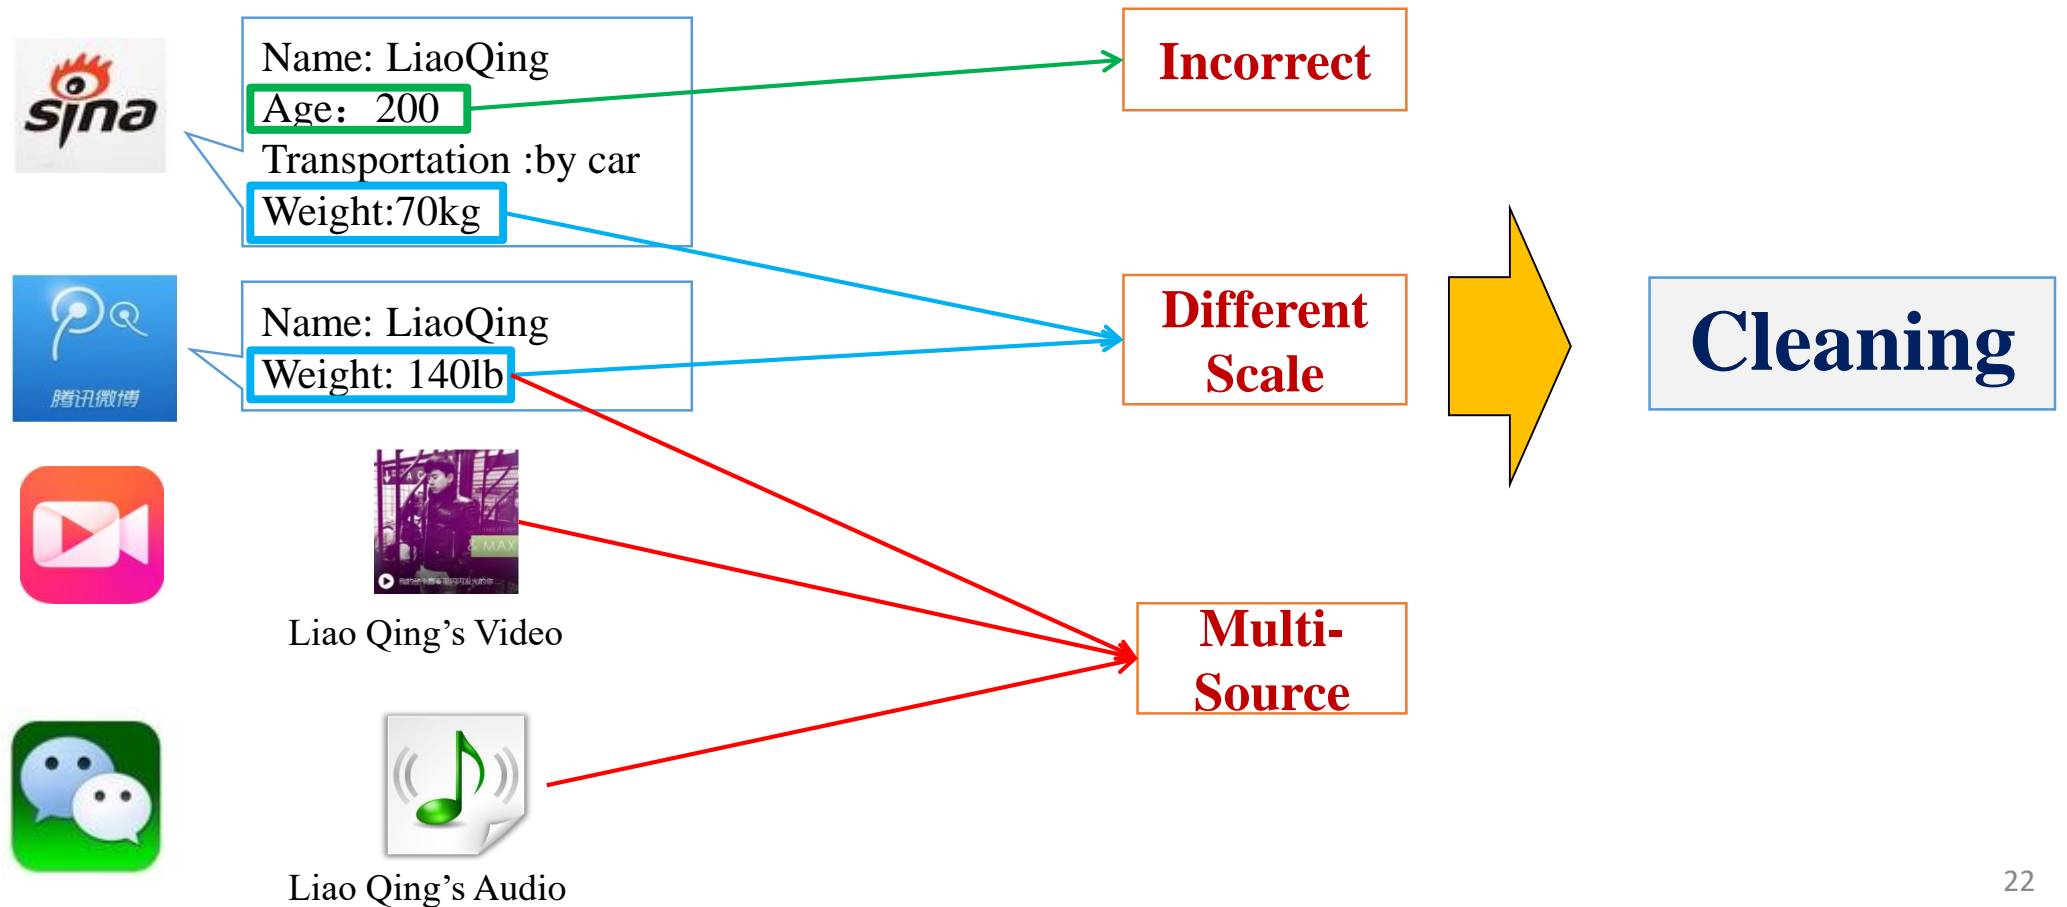 sina
Name: LiaoQing
Age：200
Transportation :by car
Weight:70kg
Incorrect
腾讯微博
Name: LiaoQing
Weight: 140lb
Different
Scale
Cleaning
& MAX
Liao Qing’s Video
Multi-
Source
Liao Qing’s Audio
22